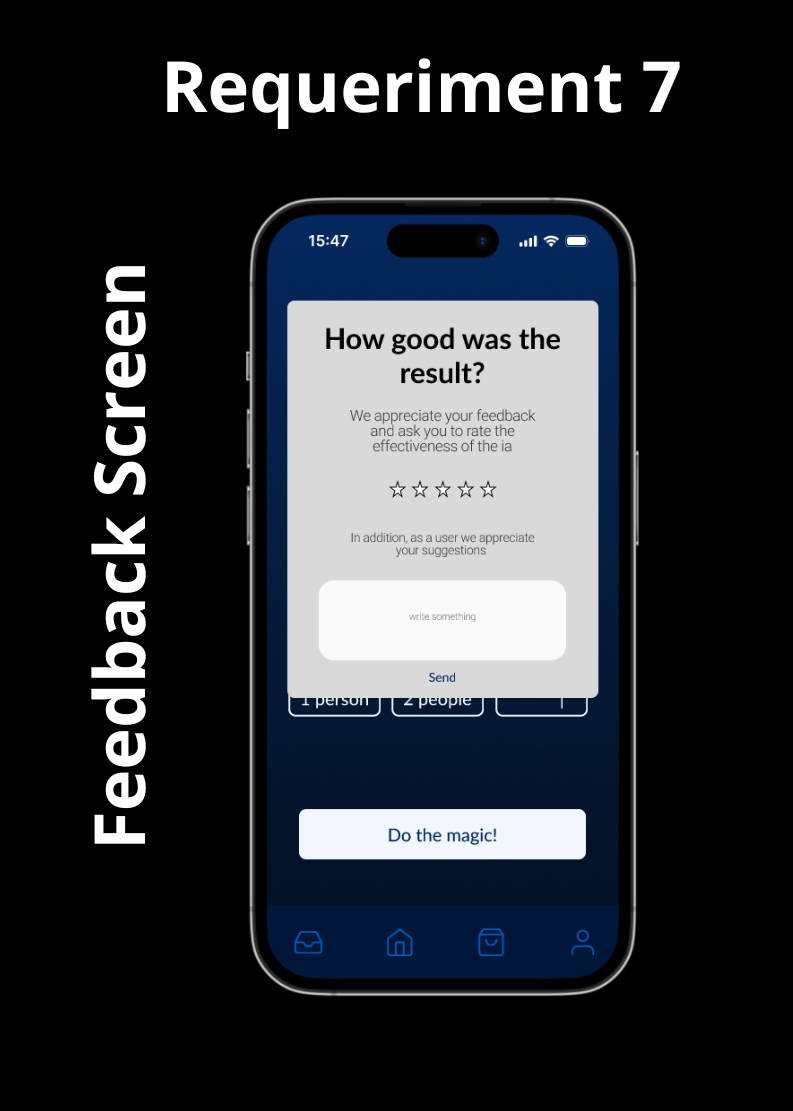 Requeriment 7
Feedback Screen
15:47
How good was the
result?
We appreciate your feedback
and ask you to rate the
effectiveness of the ia
In addition, as a user we appreciate
your suggestions
write something
Send
1 person
2 people
Do the magic!